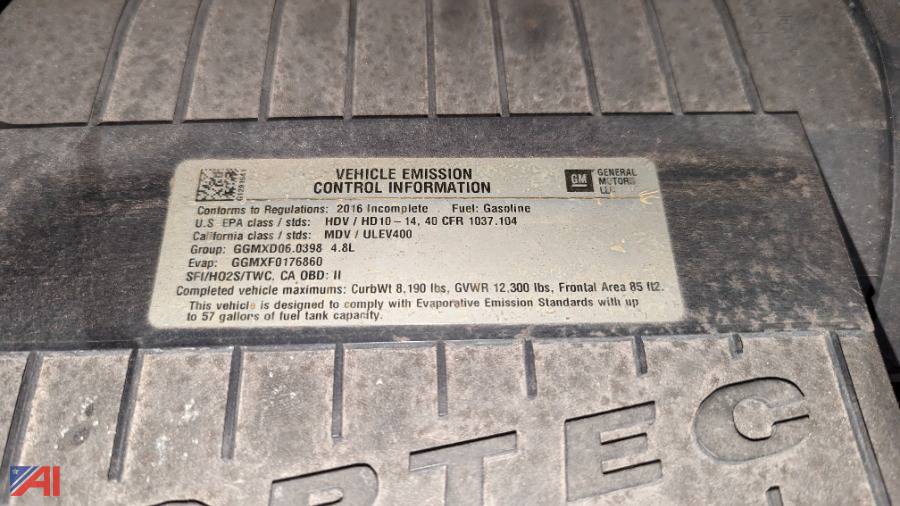 VEHICLE EMISSION
CONTROL INFORMATION
GM GENERAL
MOTORS
LLC
Conforms to Regulations: 2016 Incomplete Fuel: Gasoline
U.S. EPA class / stds: HDV / HD10-14, 40 CFR 1037.104
California class / stds: MDV / ULEV400
Group: GGMXD06.0398 4.8L
Evap: GGMXF0176860
SFI/HO2S/TWC, CA OBD: II
Completed vehicle maximums: CurbWt 8,190 lbs, GVWR 12,300 lbs, Frontal Area 85 ft2.
This vehicle is designed to comply with Evaporative Emission Standards with up
to 57 gallons of fuel tank capacity.
ORTEC
AI